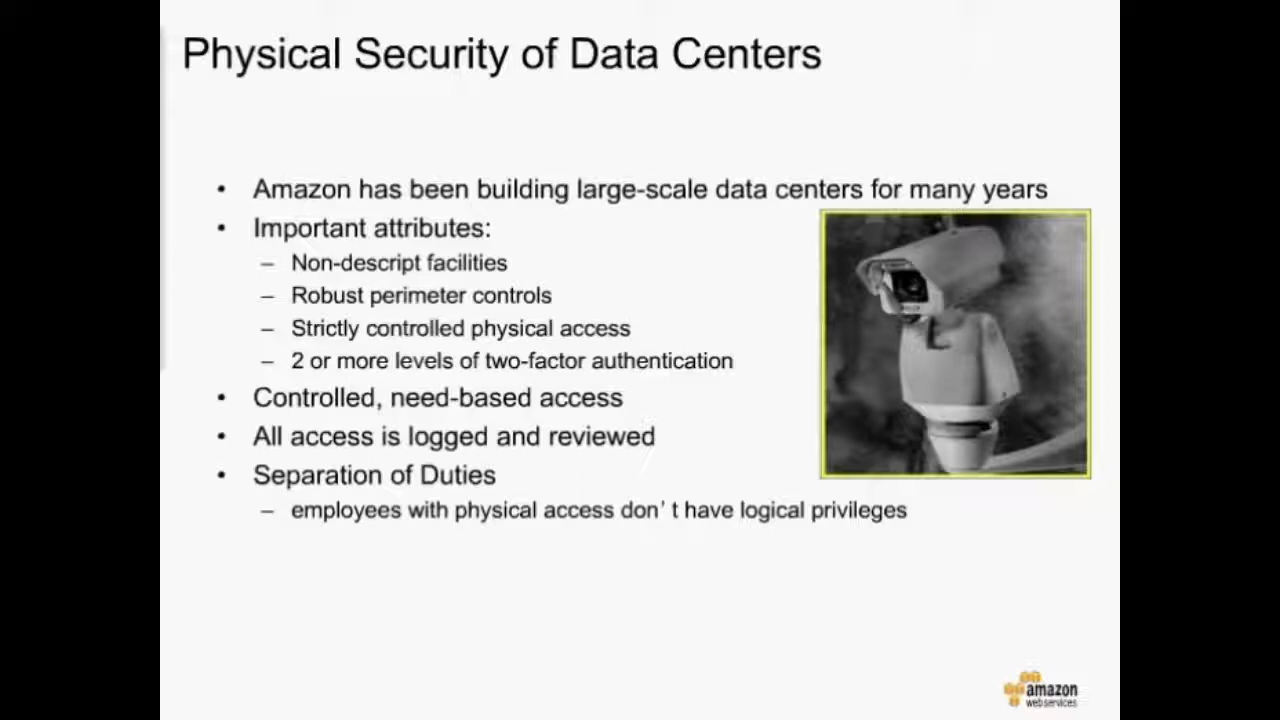 Physical Security of Data Centers
• Amazon has been building large-scale data centers for many years
• Important attributes:
– Non-descript facilities
– Robust perimeter controls
– Strictly controlled physical access
– 2 or more levels of two-factor authentication
• Controlled, need-based access
• All access is logged and reviewed
• Separation of Duties
– employees with physical access don’ t have logical privileges
amazon
webservices